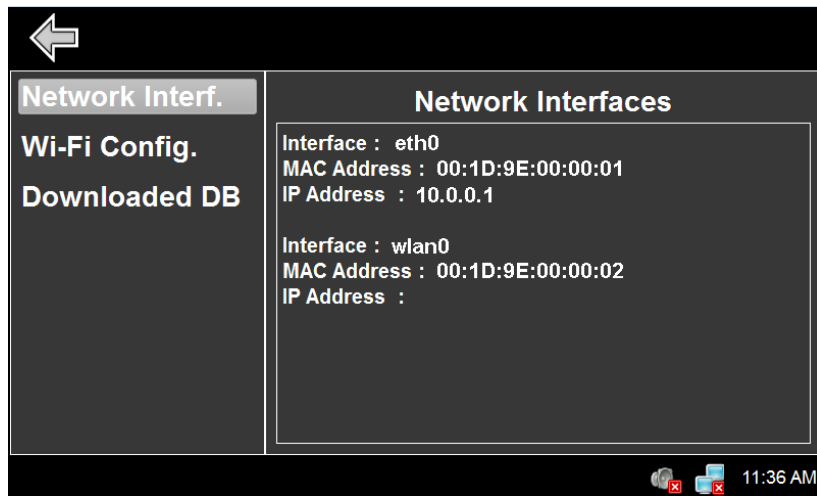 Network Interf.
Wi-Fi Config.
Downloaded DB
Network Interfaces
Interface : eth0
MAC Address : 00:1D:9E:00:00:01
IP Address : 10.0.0.1
Interface : wlan0
MAC Address : 00:1D:9E:00:00:02
IP Address :
11:36 AM